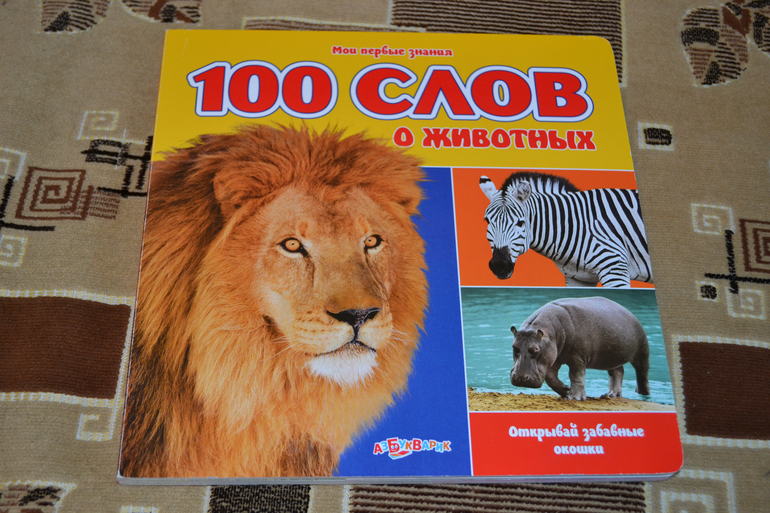 Мои первые знания
100 СЛОВ
О ЖИВОТНЫХ
АЗБУКВАРИК
Открывай забавные
окошки